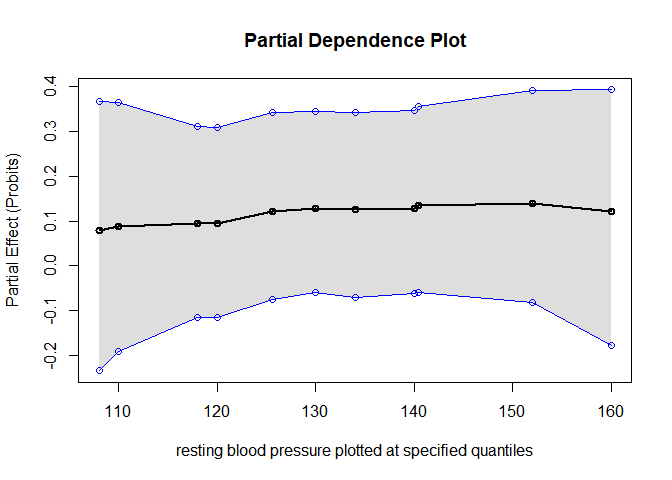 Partial Dependence Plot
Partial Effect (Probits)
0.4
0.3
0.2
0.1
0.0
-0.1
-0.2
110 120 130 140 150 160
resting blood pressure plotted at specified quantiles